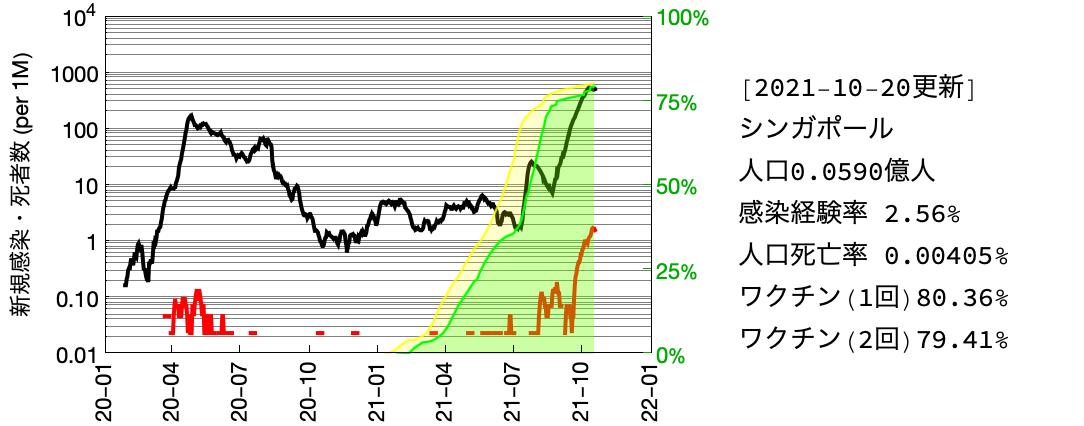 新規感染・死者数 (per 1M)
10^4
1000
100
10
1
0.10
0.01
100%
75%
50%
25%
0%
20-01
20-04
20-07
20-10
21-01
21-04
21-07
21-10
22-01
[2021-10-20更新]
シンガポール
人口0.0590億人
感染経験率 2.56%
人口死亡率 0.00405%
ワクチン(1回)80.36%
ワクチン(2回)79.41%